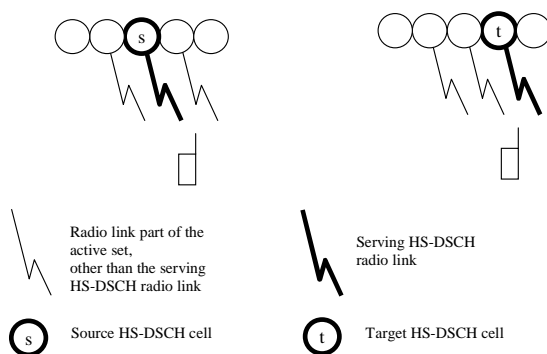 s
t
Radio link part of the
active set,
other than the serving
HS-DSCH radio link
Serving HS-DSCH
radio link
s
Source HS-DSCH cell
t
Target HS-DSCH cell